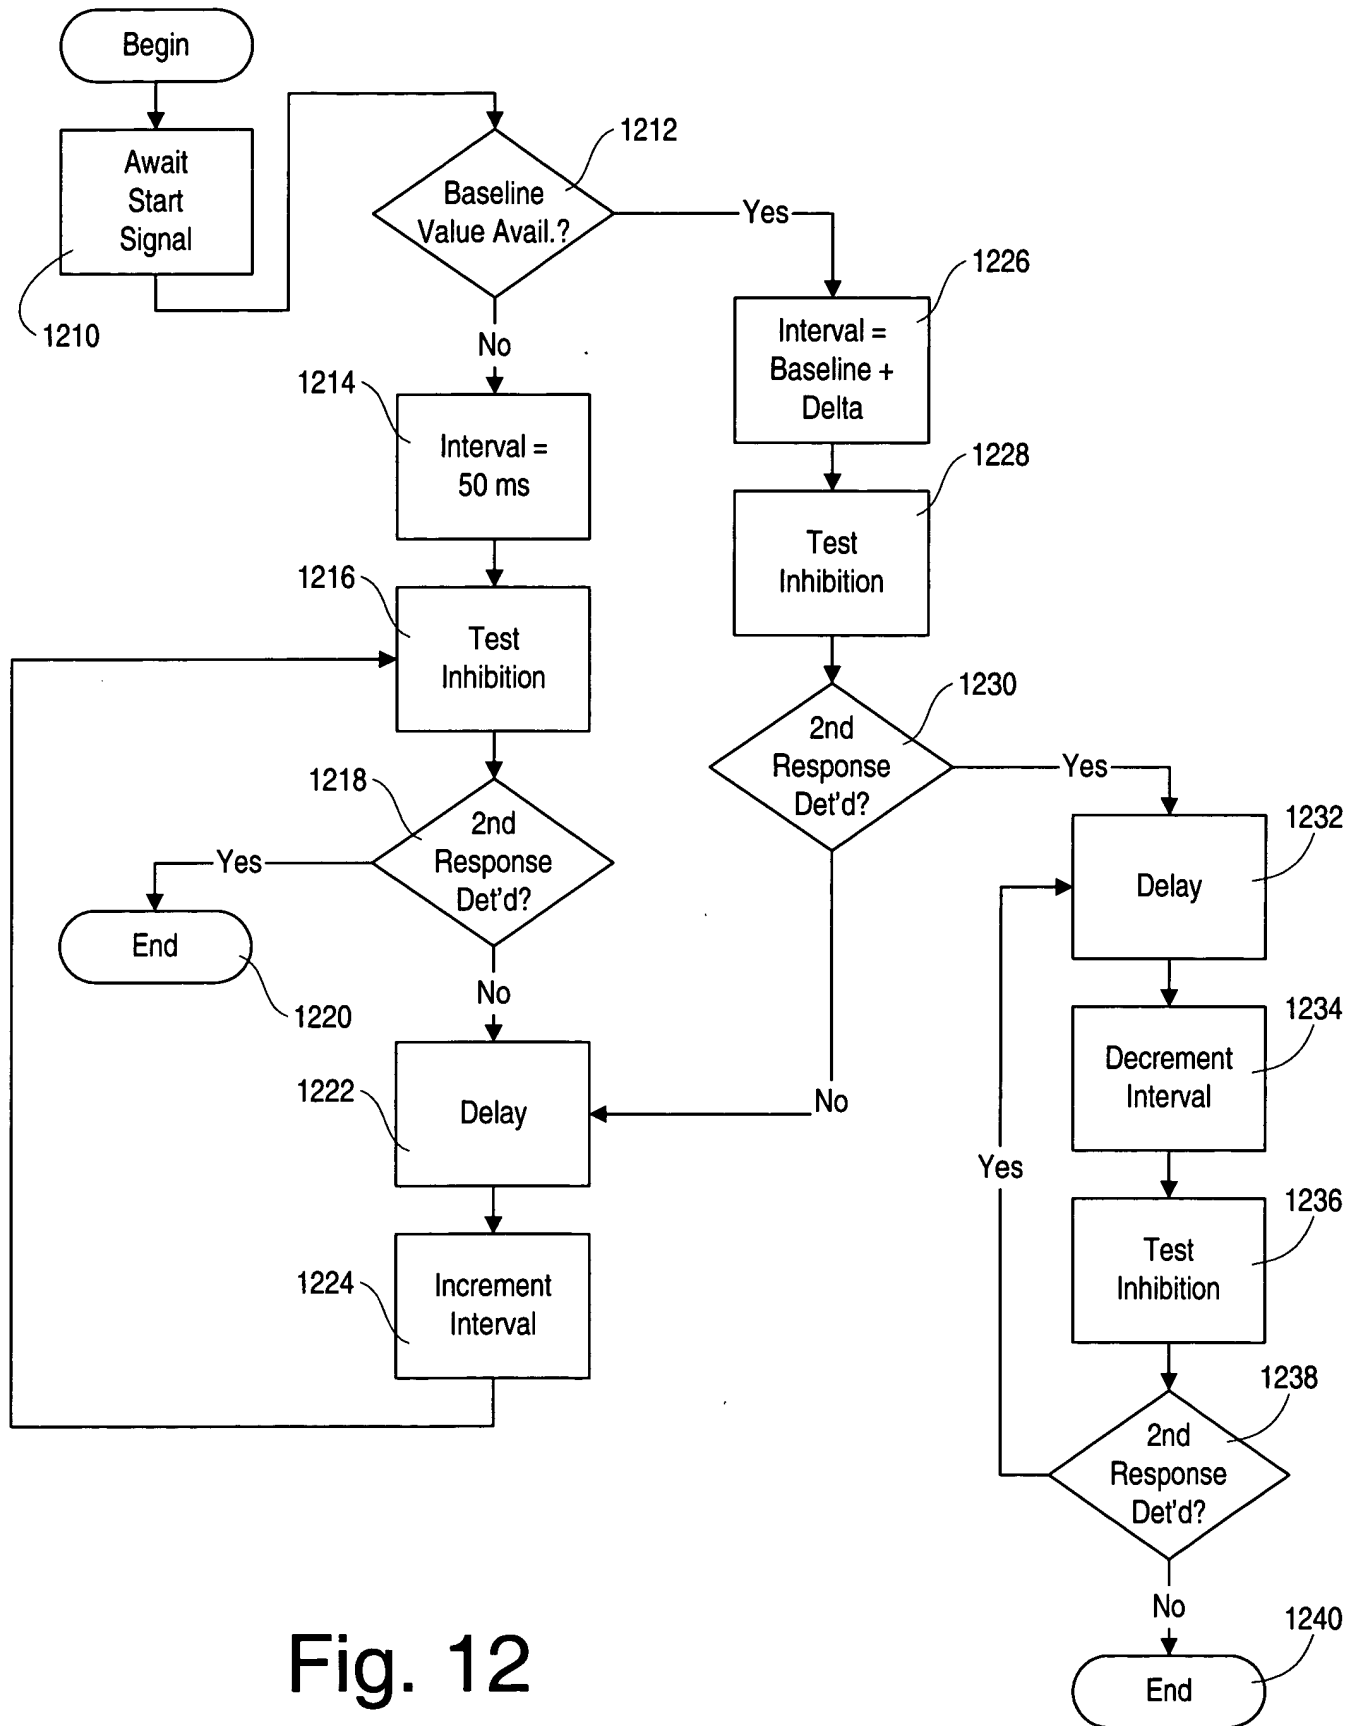 Begin
Await
Start
Signal
1210
Baseline
Value Avail.?
1212
Yes
No
1214
Interval =
50 ms
1226
Interval =
Baseline +
Delta
1228
Test
Inhibition
1216
Test
Inhibition
1230
2nd
Response
Det'd?
Yes
No
1218
2nd
Response
Det'd?
Yes
End
1220
No
1222
Delay
1224
Increment
Interval
1232
Delay
1234
Decrement
Interval
Yes
1236
Test
Inhibition
1238
2nd
Response
Det'd?
No
1240
End
Fig. 12